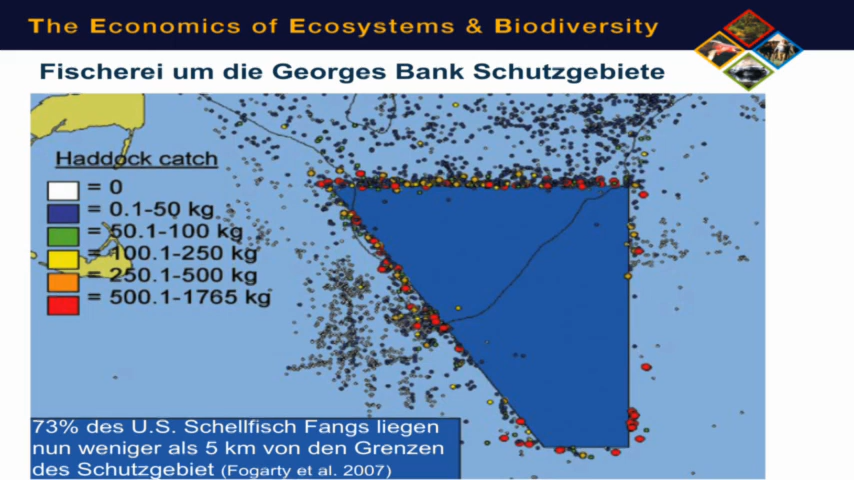 The Economics of Ecosystems & Biodiversity
Fischerei um die Georges Bank Schutzgebiete
Haddock catch
= 0
= 0.1-50 kg
= 50.1-100 kg
= 100.1-250 kg
= 250.1-500 kg
= 500.1-1765 kg
73% des U.S. Schellfisch Fangs liegen
nun weniger als 5 km von den Grenzen
des Schutzgebiet (Fogarty et al. 2007)